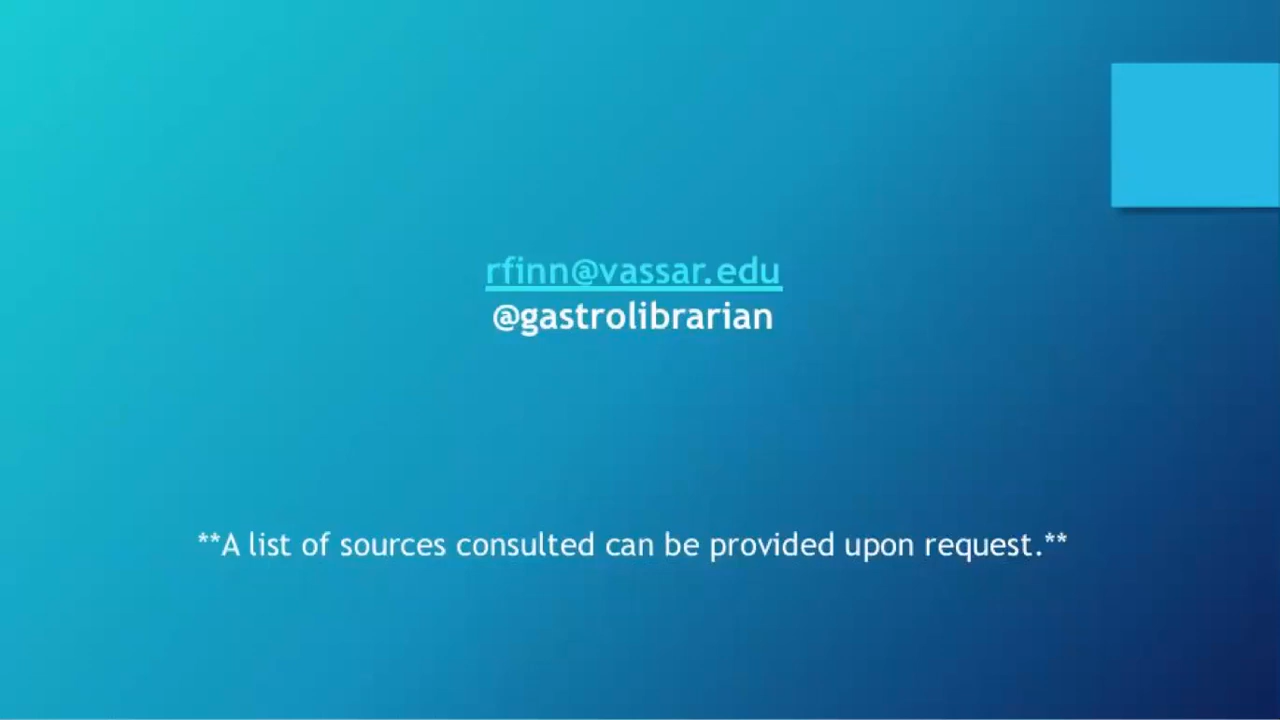 rfinn@vassar.edu
@gastrolibrarian
**A list of sources consulted can be provided upon request.**